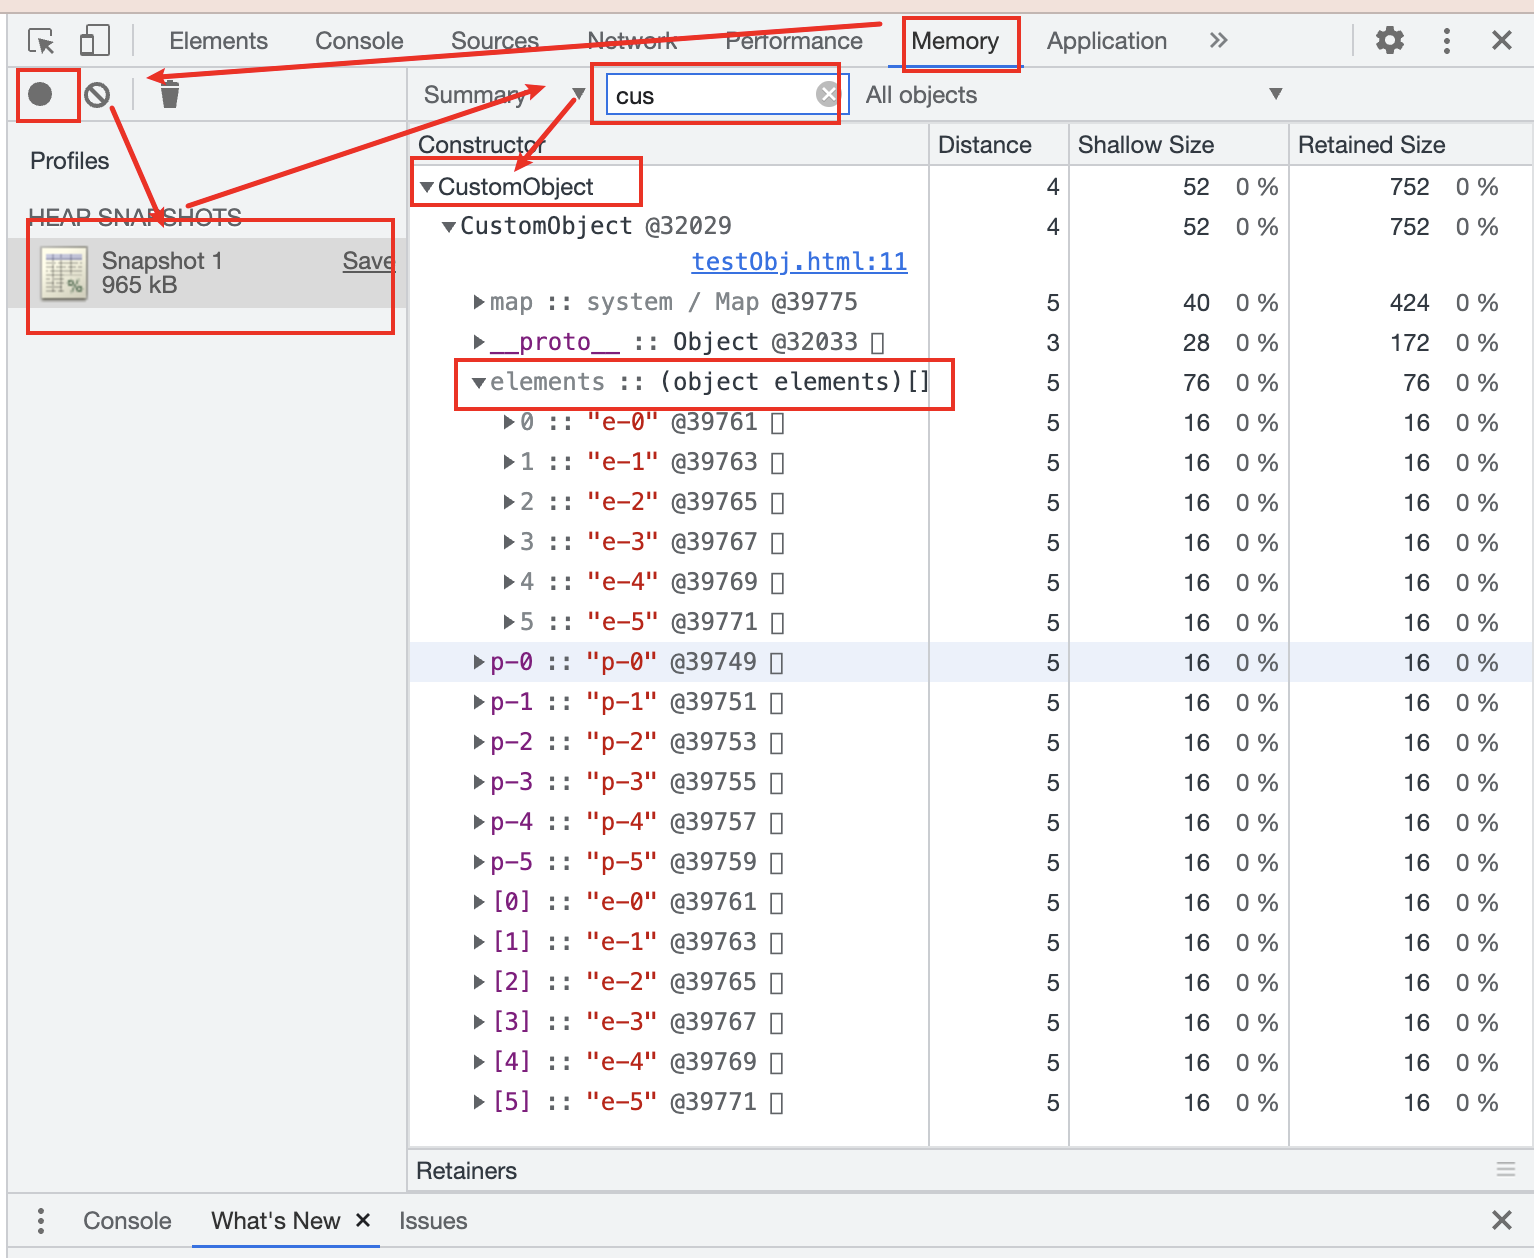 Elements Console Sources Network Performance Memory Application »
Summary ▼ cus All objects ▼
Profiles
HEAP SNAPSHOTS
Snapshot 1 Save
965 kB
Constructor Distance Shallow Size Retained Size
▼CustomObject 4 52 0 % 752 0 %
▼CustomObject @32029 4 52 0 % 752 0 %
testObj.html:11
▶map :: system / Map @39775 5 40 0 % 424 0 %
▶__proto__ :: Object @32033 3 28 0 % 172 0 %
▼elements :: (object elements)[] 5 76 0 % 76 0 %
▶0 :: "e-0" @39761 5 16 0 % 16 0 %
▶1 :: "e-1" @39763 5 16 0 % 16 0 %
▶2 :: "e-2" @39765 5 16 0 % 16 0 %
▶3 :: "e-3" @39767 5 16 0 % 16 0 %
▶4 :: "e-4" @39769 5 16 0 % 16 0 %
▶5 :: "e-5" @39771 5 16 0 % 16 0 %
▶p-0 :: "p-0" @39749 5 16 0 % 16 0 %
▶p-1 :: "p-1" @39751 5 16 0 % 16 0 %
▶p-2 :: "p-2" @39753 5 16 0 % 16 0 %
▶p-3 :: "p-3" @39755 5 16 0 % 16 0 %
▶p-4 :: "p-4" @39757 5 16 0 % 16 0 %
▶p-5 :: "p-5" @39759 5 16 0 % 16 0 %
▶[0] :: "e-0" @39761 5 16 0 % 16 0 %
▶[1] :: "e-1" @39763 5 16 0 % 16 0 %
▶[2] :: "e-2" @39765 5 16 0 % 16 0 %
▶[3] :: "e-3" @39767 5 16 0 % 16 0 %
▶[4] :: "e-4" @39769 5 16 0 % 16 0 %
▶[5] :: "e-5" @39771 5 16 0 % 16 0 %
Retainers
Console What's New × Issues